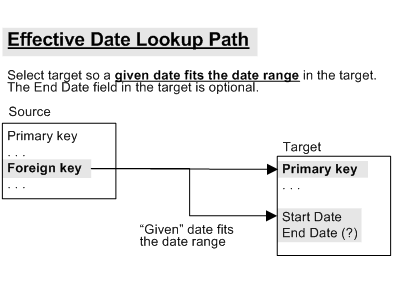 Effective Date Lookup Path
Select target so a given date fits the date range in the target.
The End Date field in the target is optional.
Source
Primary key
. . .
Foreign key
. . .
Target
Primary key
. . .
Start Date
End Date (?)
“Given” date fits
the date range